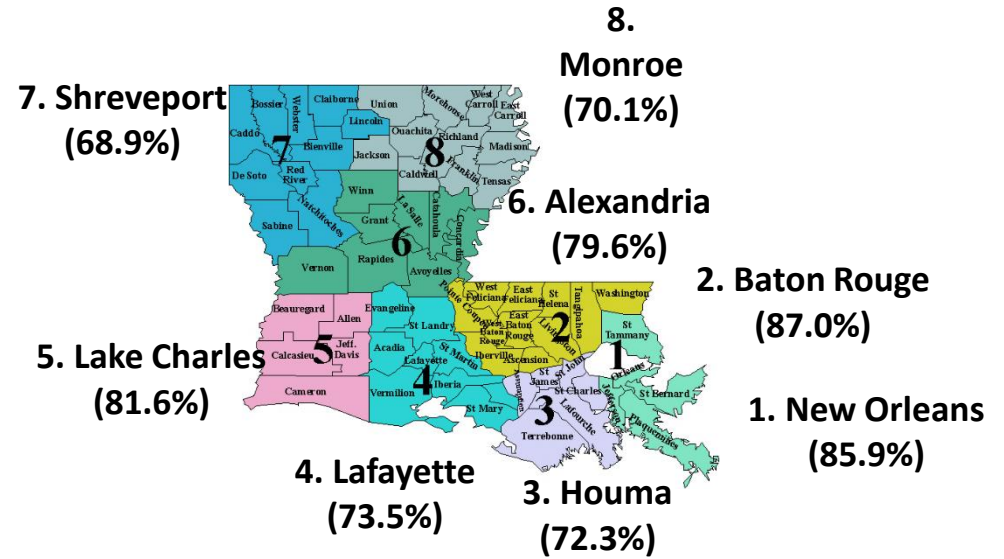 8.
Monroe
(70.1%)
7. Shreveport
(68.9%)
6. Alexandria
(79.6%)
2. Baton Rouge
(87.0%)
5. Lake Charles
(81.6%)
1. New Orleans
(85.9%)
4. Lafayette
(73.5%)
3. Houma
(72.3%)
Bossier
Webster
Claiborne
Union
Morehouse
West
Carroll
East
Carroll
Caddo
Lincoln
Ouachita
Richland
Madison
7
Bienville
Jackson
8
Franklin
De Soto
Red
River
Caldwell
Tensas
Winn
La Salle
Catahoula
Concordia
Natchitoches
Sabine
Grant
6
Vernon
Rapides
Avoyelles
Beauregard
Allen
Evangeline
St Landry
Pointe Coupee
West
Feliciana
East
Feliciana
St
Helena
Tangipahoa
Washington
West
Baton
Rouge
East
Baton
Rouge
Livingston
2
St
Tammany
Calcasieu
5
Jeff.
Davis
Acadia
Lafayette
St Martin
Iberville
Ascension
1
Orleans
Cameron
Vermilion
4
Iberia
St Mary
Assumption
St
James
St John
St Charles
Jefferson
St Bernard
3
Lafourche
Terrebonne
Plaquemines